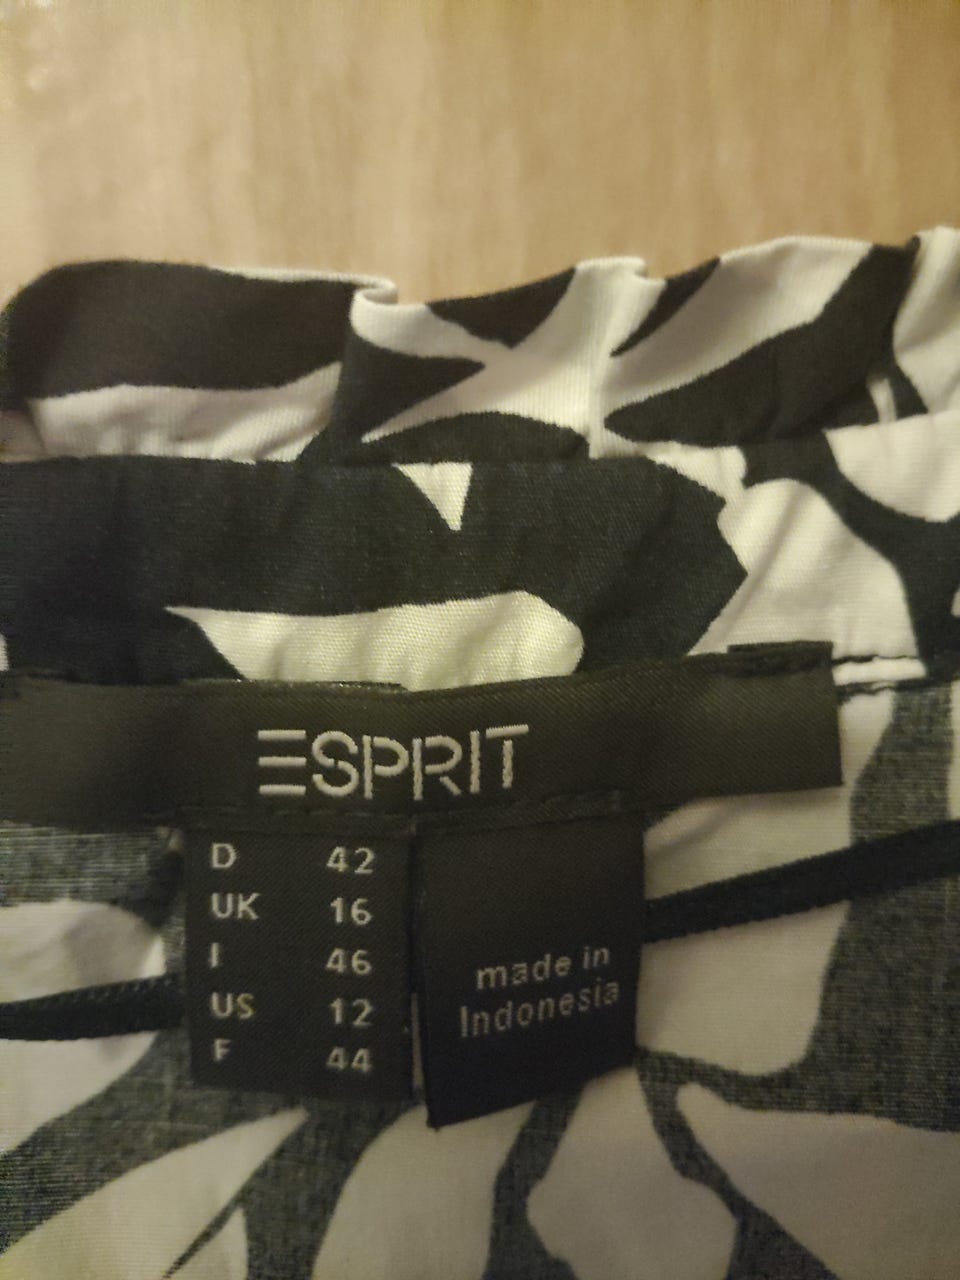 ESPRIT
D 42
UK 16
I 46
US 12
F 44
made in
Indonesia